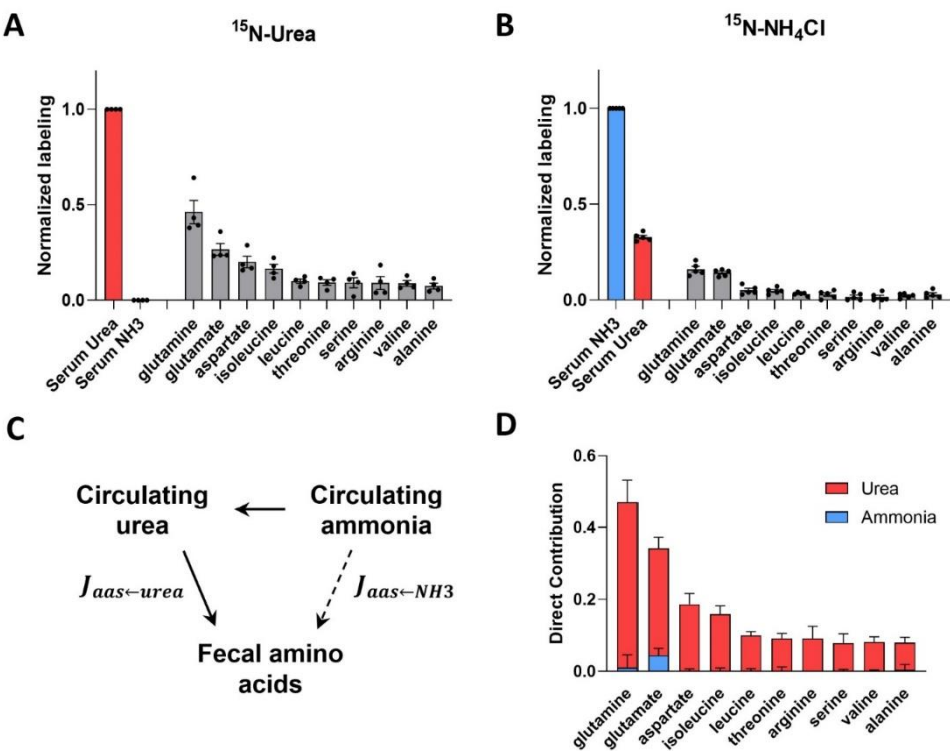 A
¹⁵N-Urea
Normalized labeling
1.0
0.5
0.0
Serum Urea
Serum NH3
glutamine
glutamate
aspartate
isoleucine
leucine
threonine
serine
arginine
valine
alanine
B
¹⁵N-NH₄Cl
Normalized labeling
1.0
0.5
0.0
Serum NH3
Serum Urea
glutamine
glutamate
aspartate
isoleucine
leucine
threonine
serine
arginine
valine
alanine
C
Circulating
urea
Circulating
ammonia
J aas←urea
J aas←NH3
Fecal amino
acids
D
Direct Contribution
0.6
0.4
0.2
0.0
Urea
Ammonia
glutamine
glutamate
aspartate
isoleucine
leucine
threonine
arginine
serine
valine
alanine